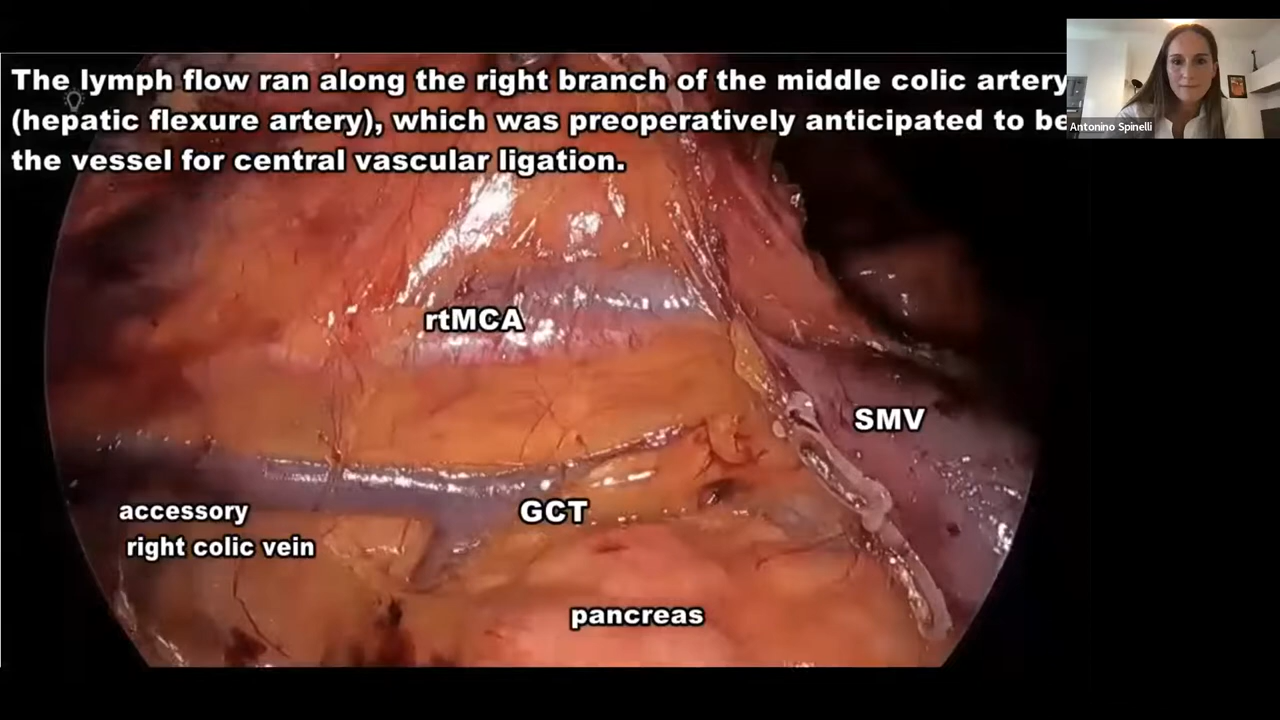 The lymph flow ran along the right branch of the middle colic artery
(hepatic flexure artery), which was preoperatively anticipated to be
the vessel for central vascular ligation.
Antonino Spinelli
rtMCA
SMV
GCT
accessory
right colic vein
pancreas